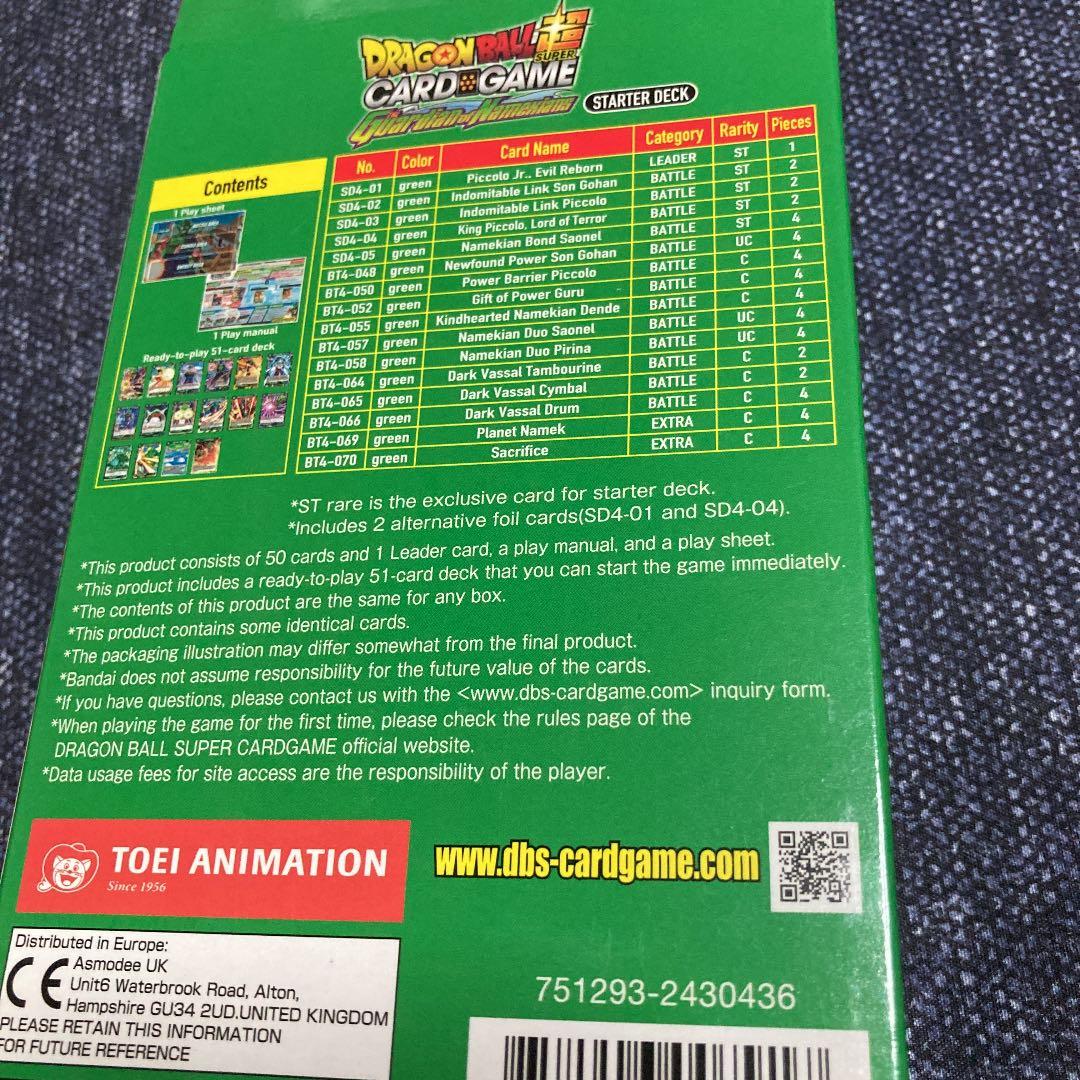 DRAGON BALL 超 SUPER
CARD GAME
The Guardian of Namekians
STARTER DECK
Contents
1 Play sheet
1 Play manual
Ready-to-play 51-card deck
No. Color Card Name Category Rarity Pieces
SD4-01 green Piccolo Jr., Evil Reborn LEADER ST 1
SD4-02 green Indomitable Link Son Gohan BATTLE ST 2
SD4-03 green Indomitable Link Piccolo BATTLE ST 2
SD4-04 green King Piccolo, Lord of Terror BATTLE ST 2
SD4-05 green Namekian Bond Saonel BATTLE ST 4
BT4-048 green Newfound Power Son Gohan BATTLE UC 4
BT4-050 green Power Barrier Piccolo BATTLE C 4
BT4-052 green Gift of Power Guru BATTLE C 4
BT4-055 green Kindhearted Namekian Dende BATTLE C 4
BT4-057 green Namekian Duo Saonel BATTLE UC 4
BT4-058 green Namekian Duo Pirina BATTLE UC 4
BT4-064 green Dark Vassal Tambourine BATTLE C 2
BT4-065 green Dark Vassal Cymbal BATTLE C 2
BT4-066 green Dark Vassal Drum BATTLE C 4
BT4-069 green Planet Namek EXTRA C 4
BT4-070 green Sacrifice EXTRA C 4
*ST rare is the exclusive card for starter deck.
*Includes 2 alternative foil cards(SD4-01 and SD4-04).
*This product consists of 50 cards and 1 Leader card, a play manual, and a play sheet.
*This product includes a ready-to-play 51-card deck that you can start the game immediately.
*The contents of this product are the same for any box.
*This product contains some identical cards.
*The packaging illustration may differ somewhat from the final product.
*Bandai does not assume responsibility for the future value of the cards.
*If you have questions, please contact us with the <www.dbs-cardgame.com> inquiry form.
*When playing the game for the first time, please check the rules page of the
DRAGON BALL SUPER CARDGAME official website.
*Data usage fees for site access are the responsibility of the player.
TOEI ANIMATION
Since 1956
www.dbs-cardgame.com
Distributed in Europe:
CE
Asmodee UK
Unit6 Waterbrook Road, Alton,
Hampshire GU34 2UD.UNITED KINGDOM
PLEASE RETAIN THIS INFORMATION
FOR FUTURE REFERENCE
751293-2430436